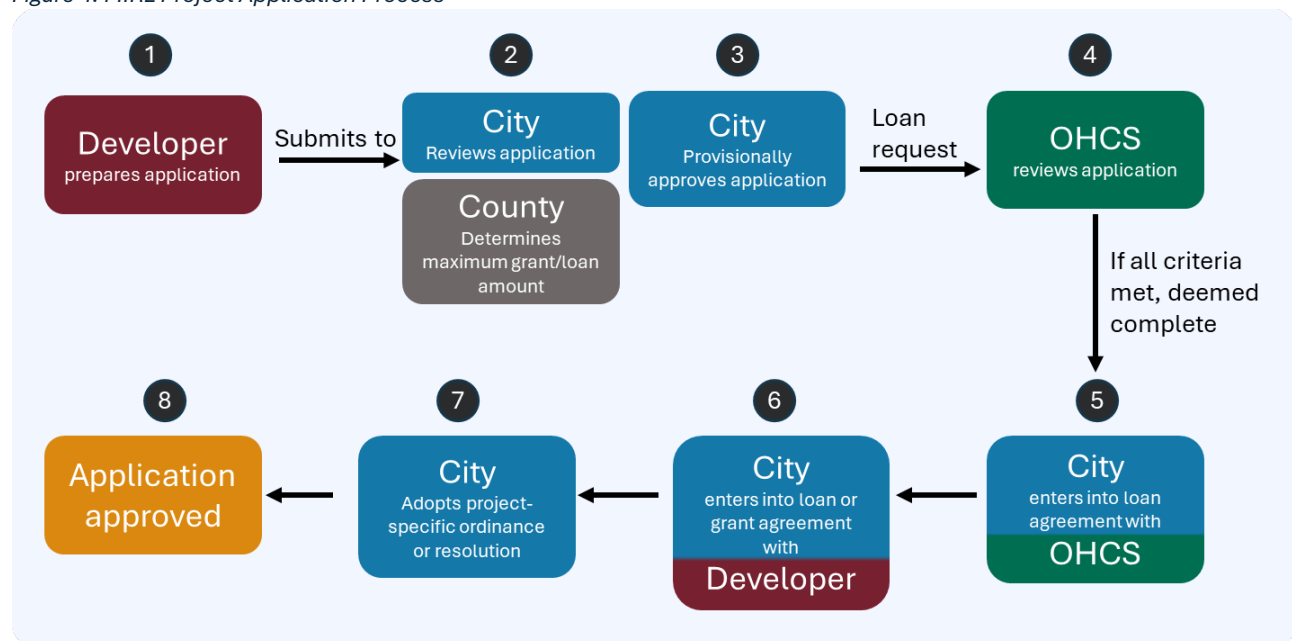 Project Application Process
1
2
3
4
Developer
prepares application
Submits to
City
Reviews application
County
Determines
maximum grant/loan
amount
City
Provisionally
approves application
Loan
request
OHCS
reviews application
If all criteria
met, deemed
complete
8
7
6
5
Application
approved
City
Adopts project-
specific ordinance
or resolution
City
enters into loan or
grant agreement
with
Developer
City
enters into loan
agreement with
OHCS